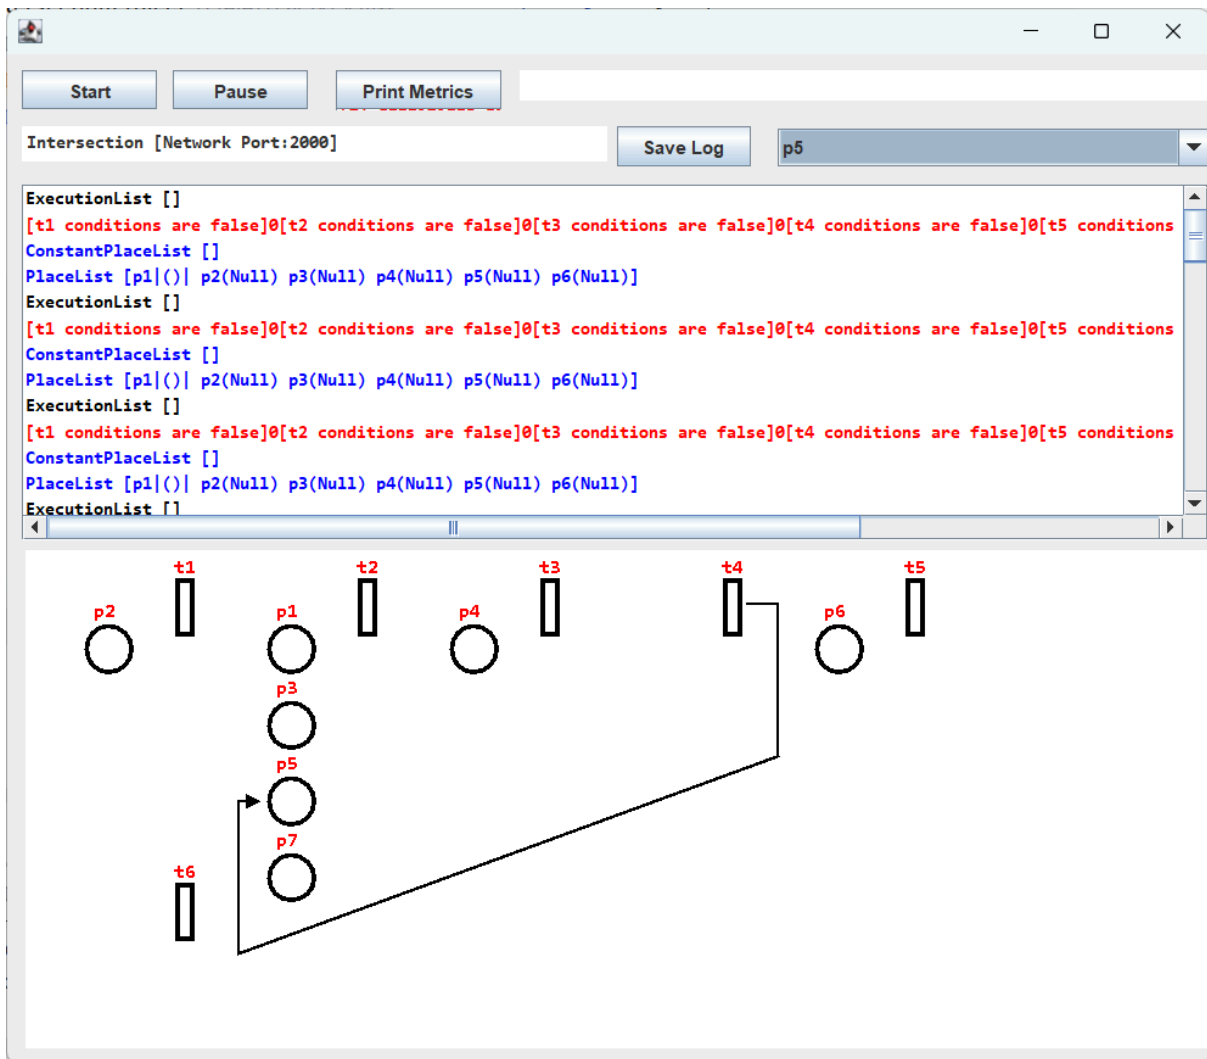 Start Pause Print Metrics
Intersection [Network Port:2000] Save Log p5
ExecutionList []
[t1 conditions are false]0[t2 conditions are false]0[t3 conditions are false]0[t4 conditions are false]0[t5 conditions
ConstantPlaceList []
PlaceList [p1|()| p2(Null) p3(Null) p4(Null) p5(Null) p6(Null)]
ExecutionList []
[t1 conditions are false]0[t2 conditions are false]0[t3 conditions are false]0[t4 conditions are false]0[t5 conditions
ConstantPlaceList []
PlaceList [p1|()| p2(Null) p3(Null) p4(Null) p5(Null) p6(Null)]
ExecutionList []
[t1 conditions are false]0[t2 conditions are false]0[t3 conditions are false]0[t4 conditions are false]0[t5 conditions
ConstantPlaceList []
PlaceList [p1|()| p2(Null) p3(Null) p4(Null) p5(Null) p6(Null)]
ExecutionList []
t1 t2 t3 t4 t5
p2 p1 p4 p6
p3
p5
p7
t6